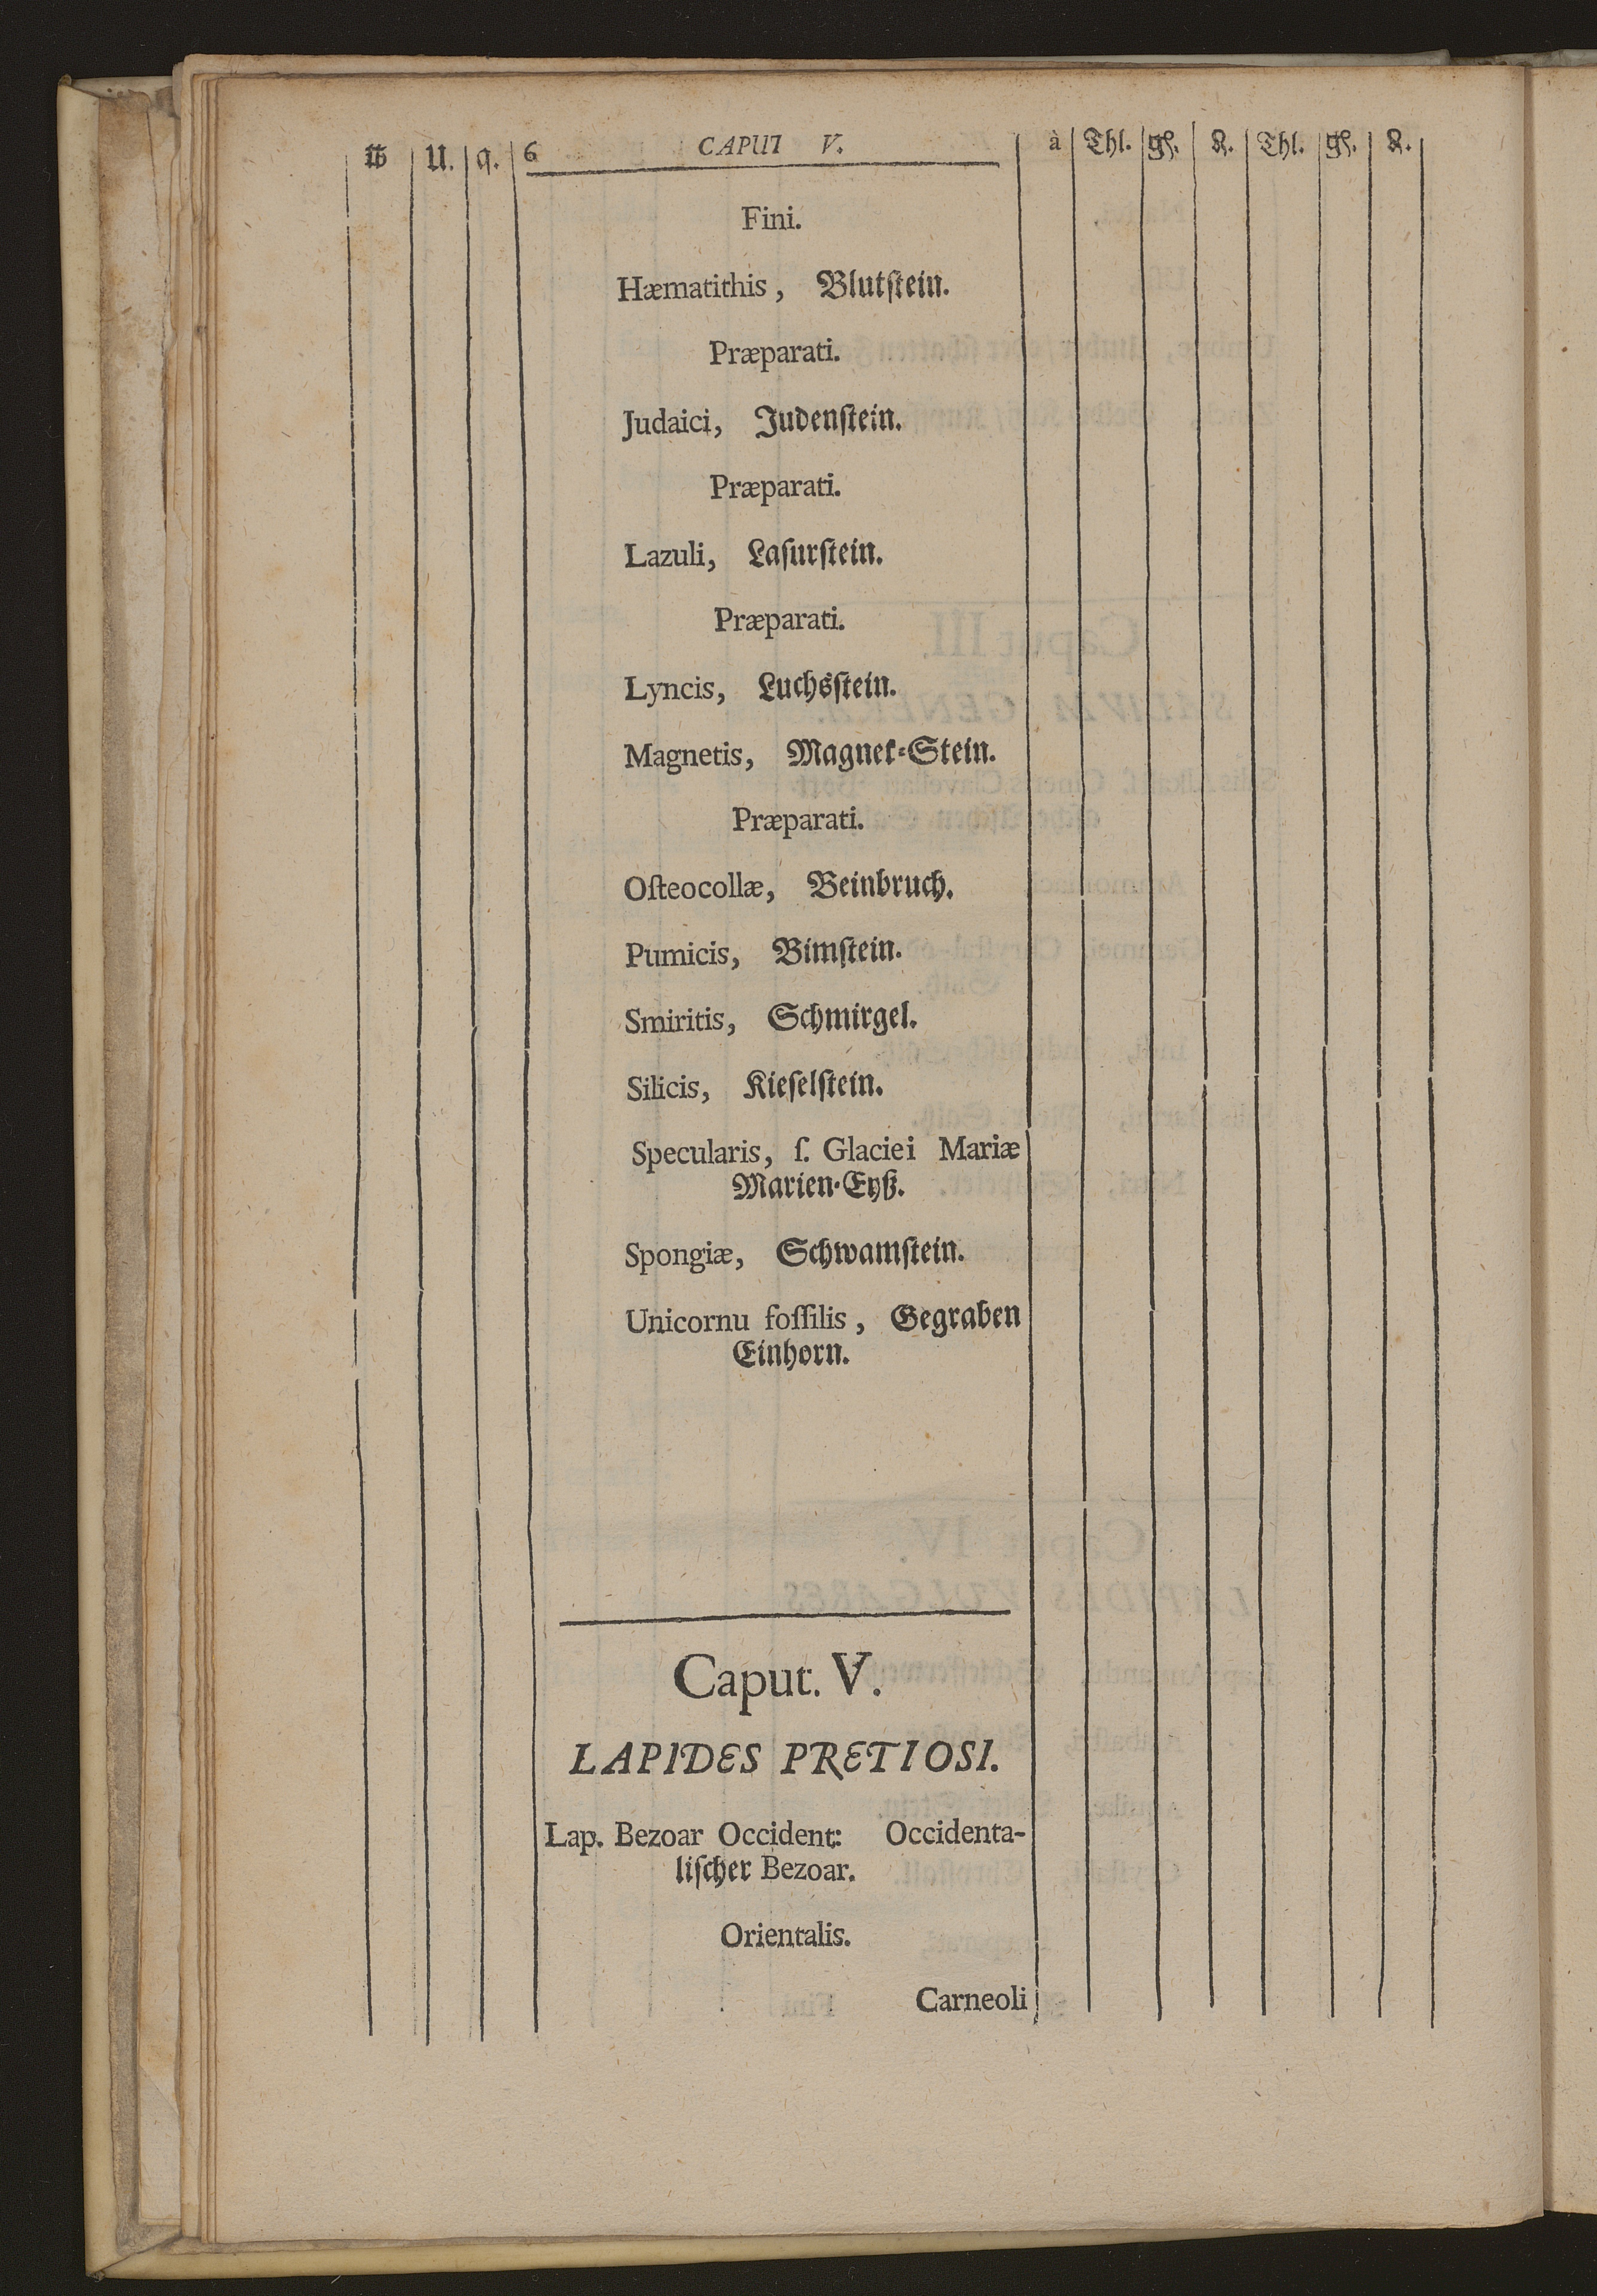 ℔ U. q. 6 CAPUT V. à Thl. gℓ. ₰. Thl. gℓ. ₰.
Fini.
Hæmatithis, Blutſtein.
Præparati.
Judaici, Judenſtein.
Præparati.
Lazuli, Laſurſtein.
Præparati.
Lyncis, Luchsſtein.
Magnetis, Magnet-Stein.
Præparati.
Oſteocollæ, Beinbruch.
Pumicis, Bimſtein.
Smiritis, Schmirgel.
Silicis, Kieſelſtein.
Specularis, ſ. Glaciei Mariæ
Marien-Eyß.
Spongiæ, Schwamſtein.
Unicornu foſſilis, Gegraben
Einhorn.
Caput. V.
LAPIDES PRETIOSI.
Lap. Bezoar Occident: Occidenta-
liſcher Bezoar.
Orientalis.
Carneoli